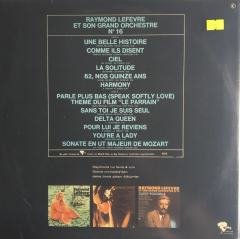 RAYMOND LEFEVRE
ET SON GRAND ORCHESTRE
N° 16
UNE BELLE HISTOIRE
COMME ILS DISENT
CIEL
LA SOLITUDE
62, NOS QUINZE ANS
HARMONY
PARLE PLUS BAS (SPEAK SOFTLY LOVE)
THEME DU FILM "LE PARRAIN"
SANS TOI JE SUIS SEUL
DELTA QUEEN
POUR LUI JE REVIENS
YOU'RE A LADY
SONATE EN UT MAJEUR DE MOZART
RAYMOND LEFEVRE